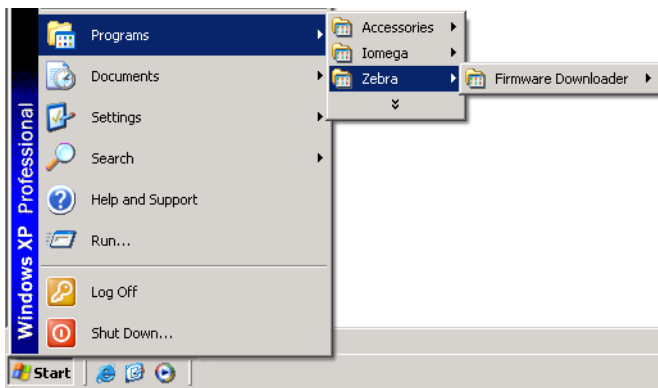 Programs
Documents
Settings
Search
Help and Support
Run...
Log Off
Shut Down...
Windows XP Professional
Accessories
Iomega
Zebra
Firmware Downloader
Start